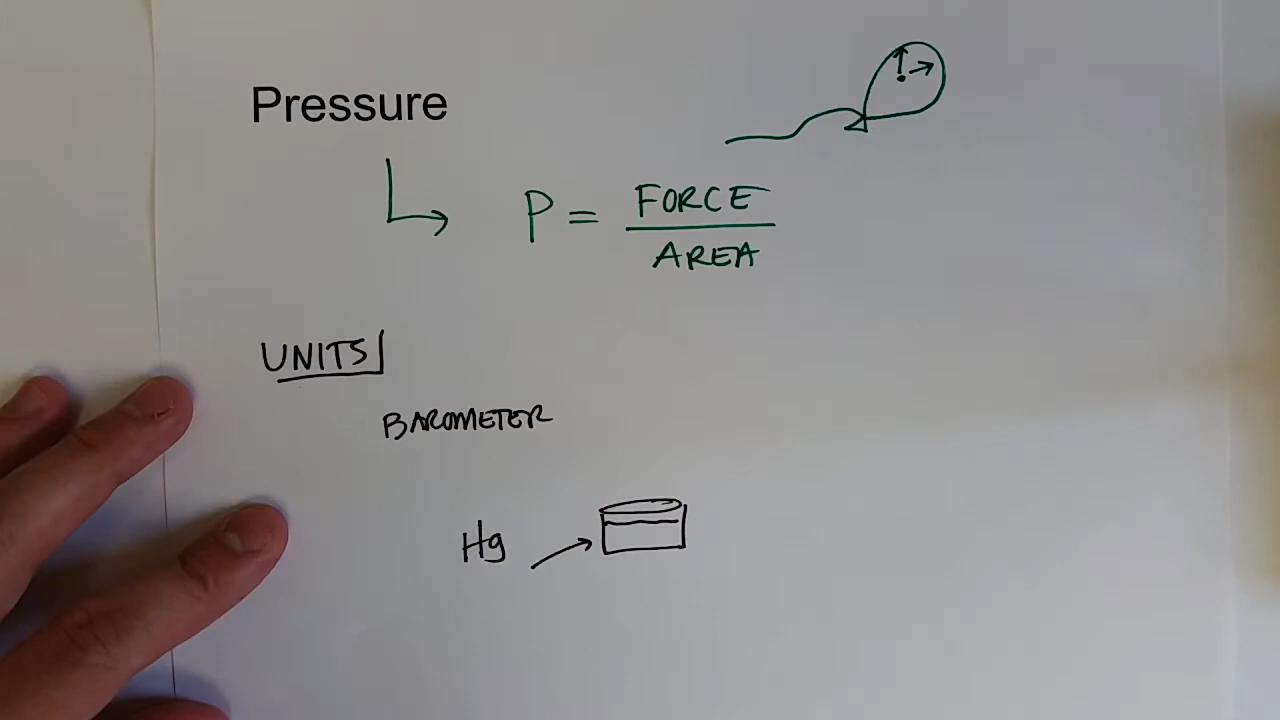 Pressure
P = FORCE / AREA
UNITS
BAROMETER
Hg